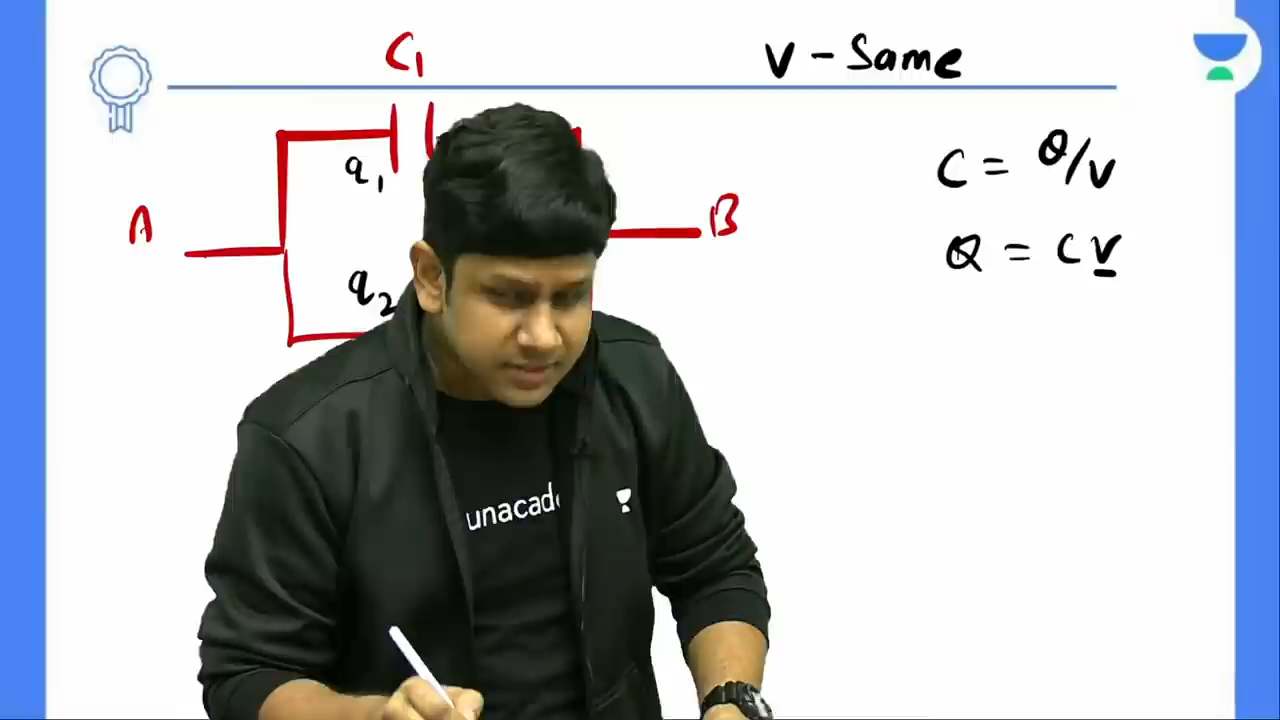 C₁
V - Same
q₁
C = Q/V
A
B
Q = CV
q₂
unacad